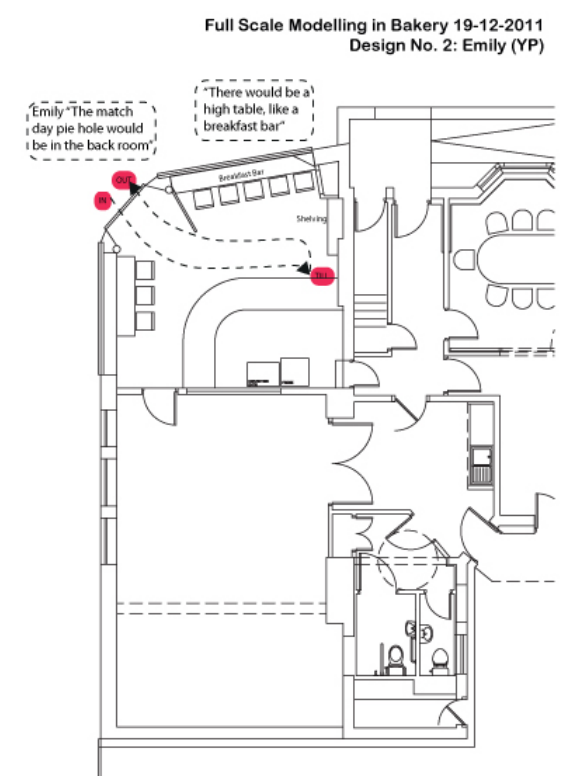 Full Scale Modelling in Bakery 19-12-2011
Design No. 2: Emily (YP)
"There would be a
high table, like a
breakfast bar"
Emily "The match
day pie hole would
be in the back room"
OUT
IN
Breakfast Bar
Shelving
TILL